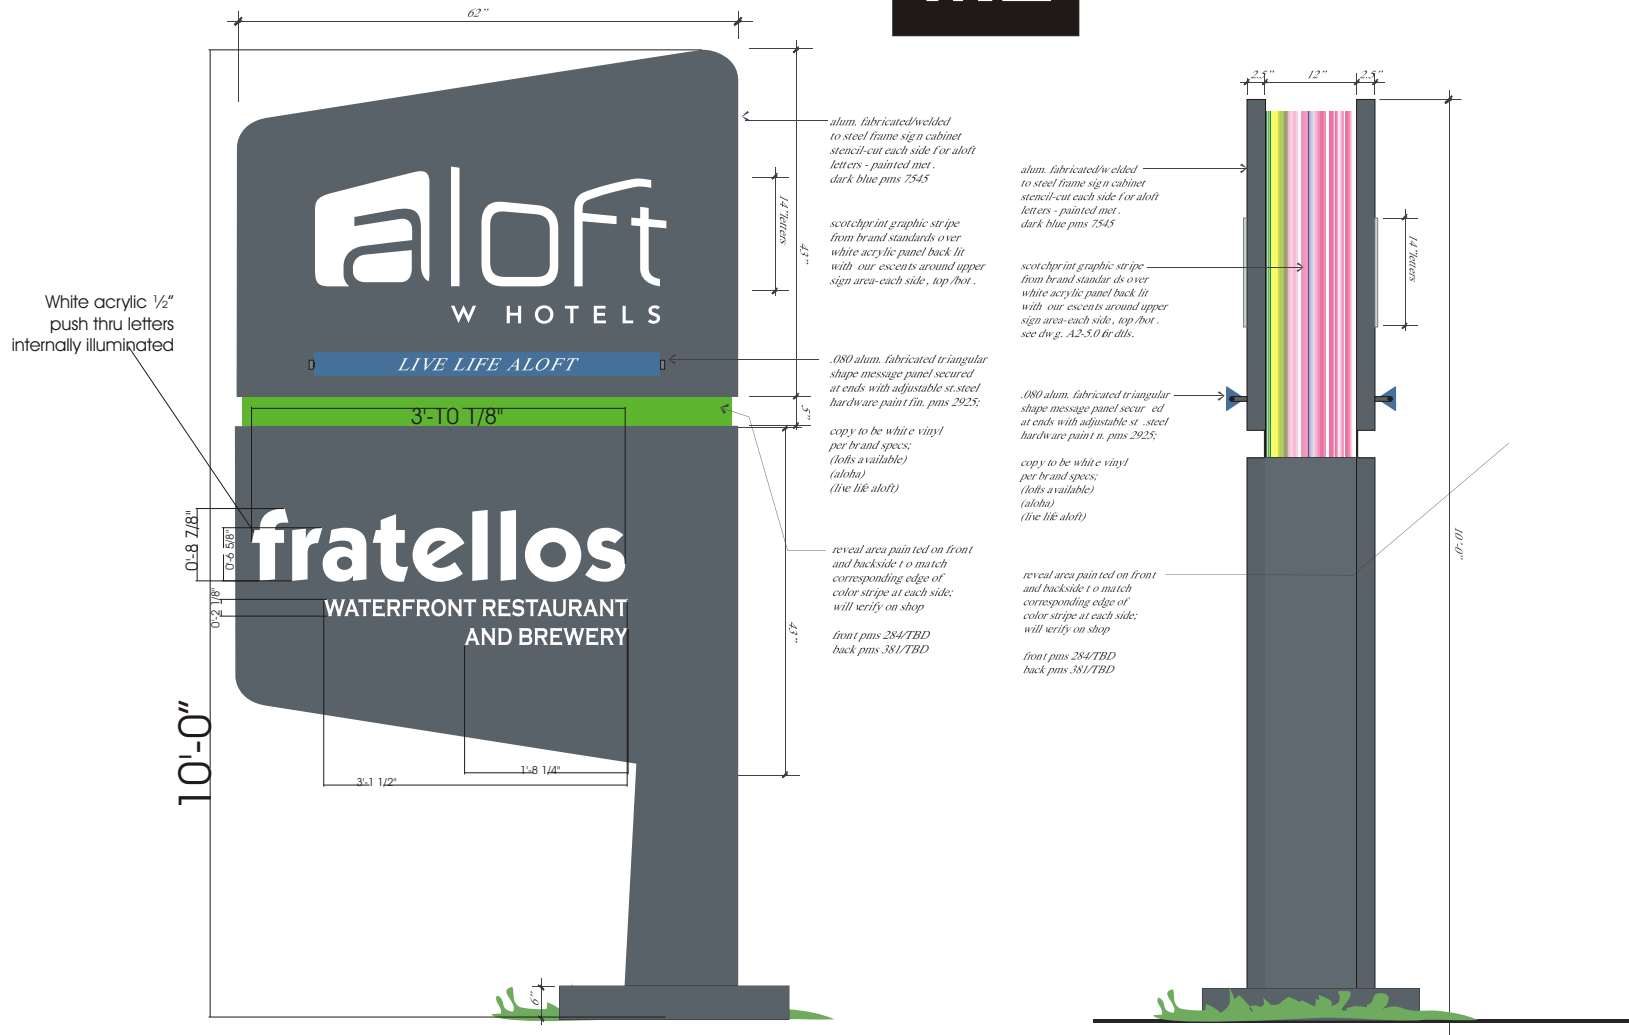 62"
alum. fabricated/welded
to steel frame sign cabinet
stencil-cut each side for aloft
letters - painted met.
dark blue pms 7545
14" letters
43"
scotchprint graphic stripe
from brand standards over
white acrylic panel back lit
with our escents around upper
sign area-each side, top/bot.
aloft
W HOTELS
LIVE LIFE ALOFT
White acrylic ½"
push thru letters
internally illuminated
.080 alum. fabricated triangular
shape message panel secured
at ends with adjustable st.steel
hardware paint fin. pms 2925;
copy to be white vinyl
per brand specs;
(lofts available)
(aloha)
(live life aloft)
5"
3'-10 1/8"
0'-8 7/8"
0'-6 5/8"
0'-2 1/8"
fratellos
WATERFRONT RESTAURANT
AND BREWERY
reveal area painted on front
and backside to match
corresponding edge of
color stripe at each side;
will verify on shop
front pms 284/TBD
back pms 381/TBD
43"
10'-0"
1'-8 1/4"
3'-1 1/2"
6"
2.5"
12"
2.5"
alum. fabricated/welded
to steel frame sign cabinet
stencil-cut each side for aloft
letters - painted met.
dark blue pms 7545
14" letters
scotchprint graphic stripe
from brand standards over
white acrylic panel back lit
with our escents around upper
sign area-each side, top/bot.
see dwg. A2-5.0 for dtls.
.080 alum. fabricated triangular
shape message panel secur ed
at ends with adjustable st .steel
hardware paint n. pms 2925;
copy to be white vinyl
per brand specs;
(lofts available)
(aloha)
(live life aloft)
10'-0"
reveal area painted on front
and backside to match
corresponding edge of
color stripe at each side;
will verify on shop
front pms 284/TBD
back pms 381/TBD